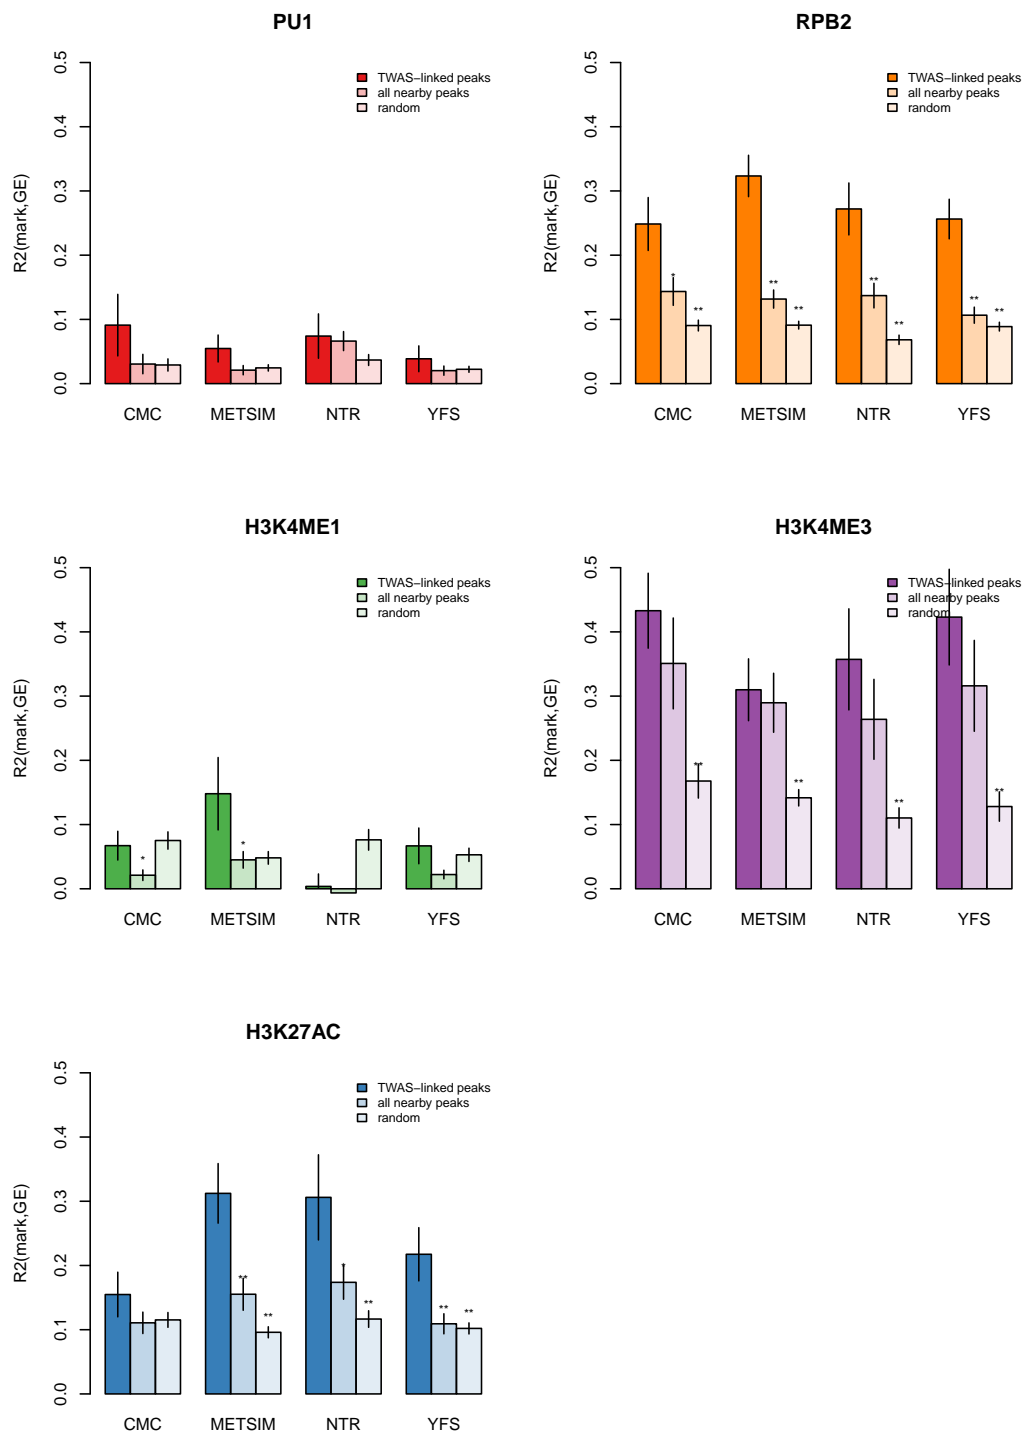 PU1
0.5
0.4
0.3
0.2
0.1
0.0
R2(mark,GE)
TWAS−linked peaks
all nearby peaks
random
CMC METSIM NTR YFS
RPB2
0.5
0.4
0.3
0.2
0.1
0.0
R2(mark,GE)
TWAS−linked peaks
all nearby peaks
random
* ** ** ** ** ** ** **
CMC METSIM NTR YFS
H3K4ME1
0.5
0.4
0.3
0.2
0.1
0.0
R2(mark,GE)
TWAS−linked peaks
all nearby peaks
random
* *
CMC METSIM NTR YFS
H3K4ME3
0.5
0.4
0.3
0.2
0.1
0.0
R2(mark,GE)
TWAS−linked peaks
all nearby peaks
random
** ** ** **
CMC METSIM NTR YFS
H3K27AC
0.5
0.4
0.3
0.2
0.1
0.0
R2(mark,GE)
TWAS−linked peaks
all nearby peaks
random
** ** * ** ** **
CMC METSIM NTR YFS